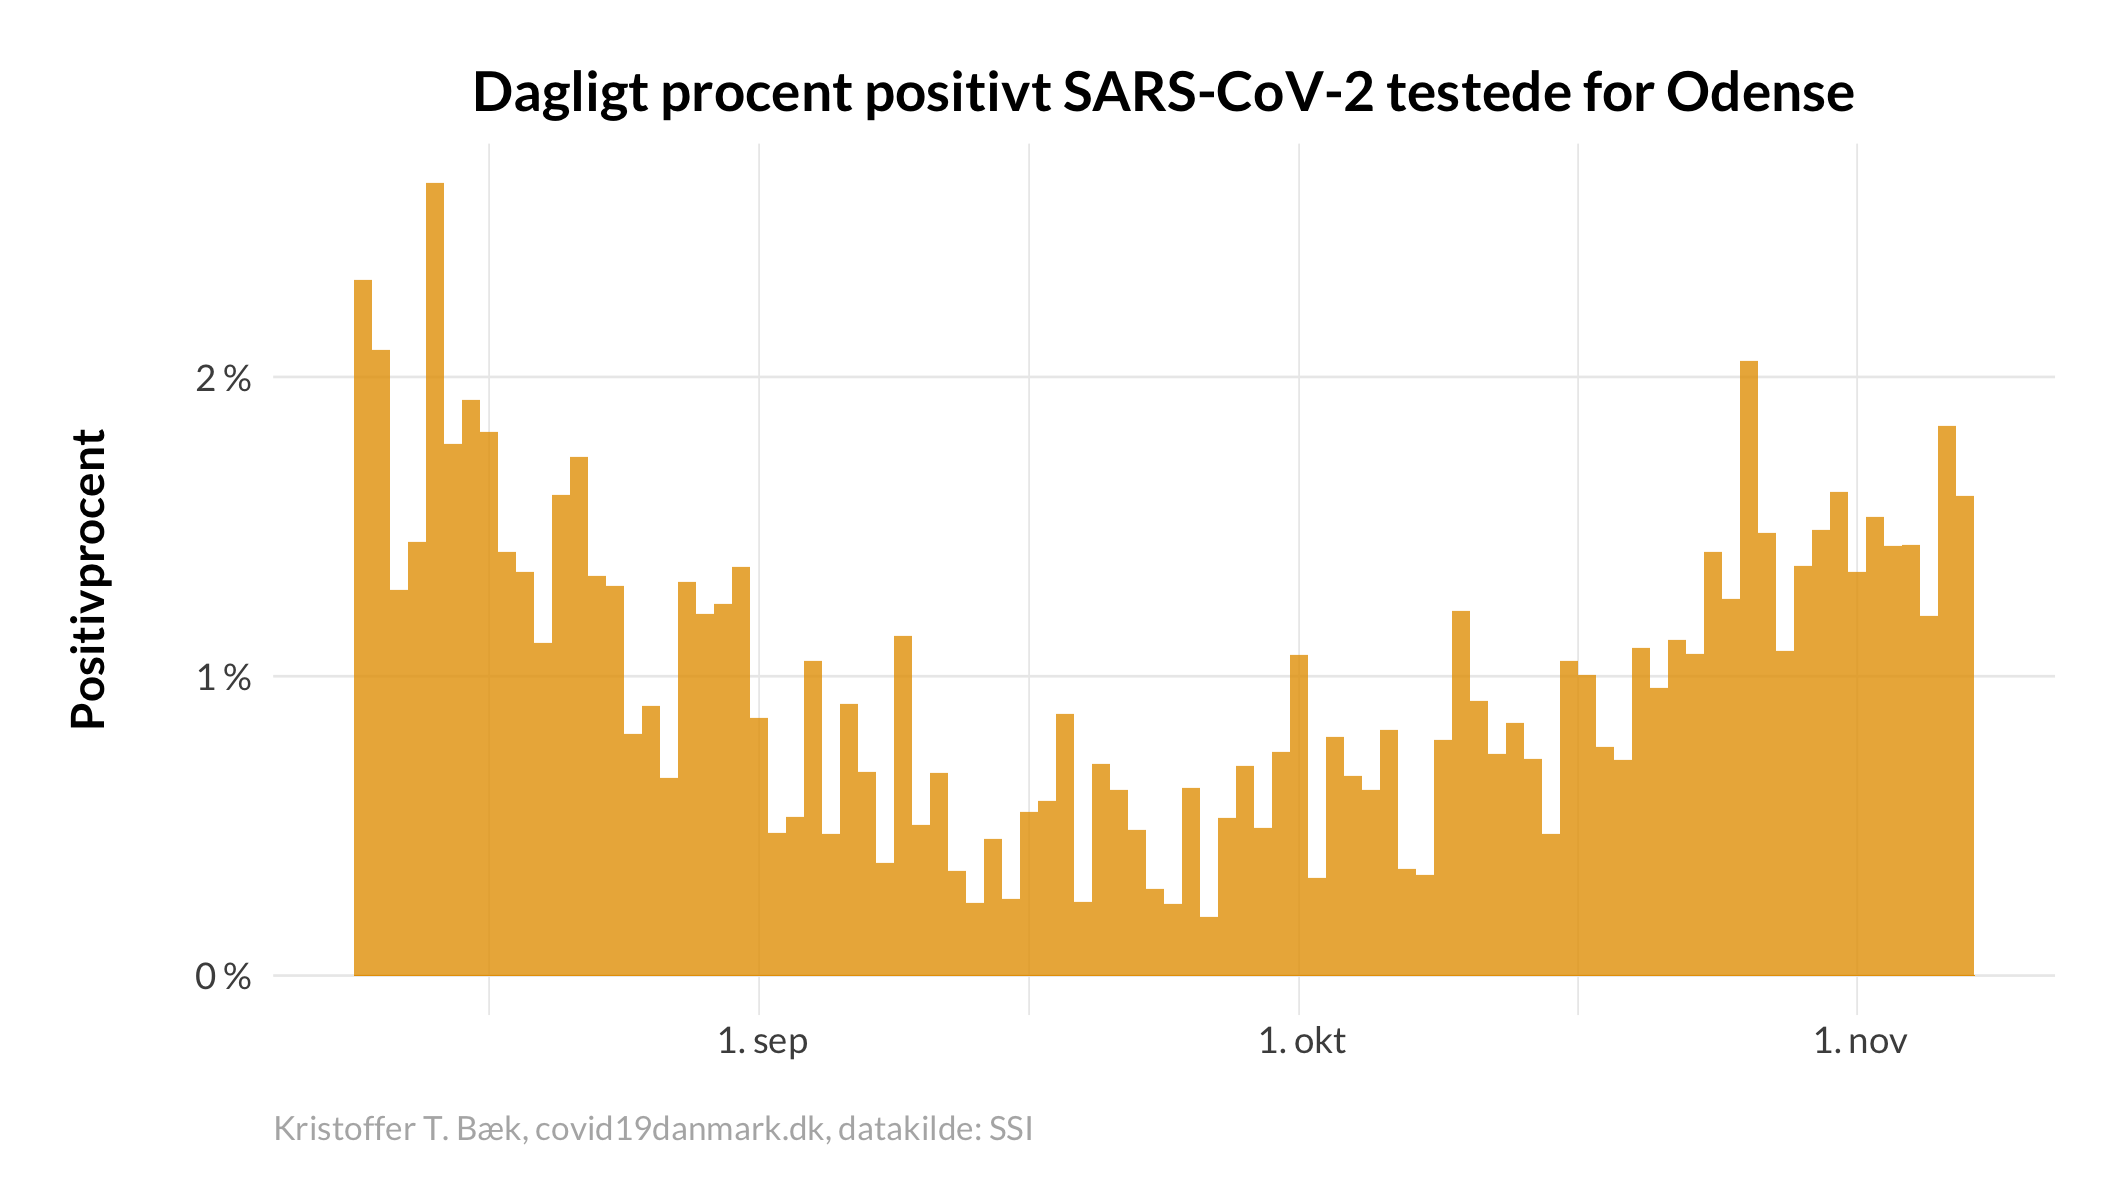 Dagligt procent positivt SARS-CoV-2 testede for Odense
Positivprocent
2 %
1 %
0 %
1. sep
1. okt
1. nov
Kristoffer T. Bæk, covid19danmark.dk, datakilde: SSI